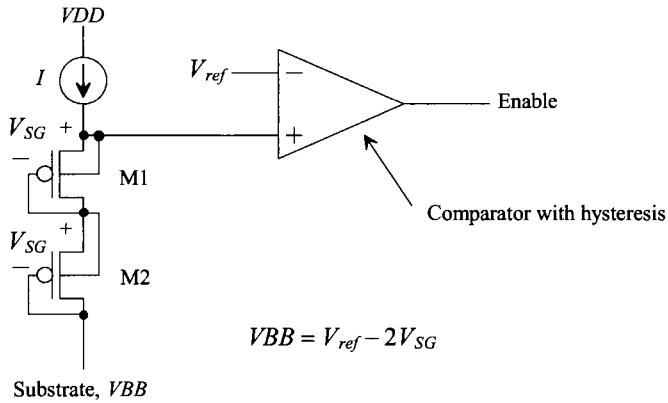 VDD
I
V_ref
−
Enable
V_SG +
+
−
M1
Comparator with hysteresis
V_SG +
−
M2
VBB = V_ref − 2V_SG
Substrate, VBB